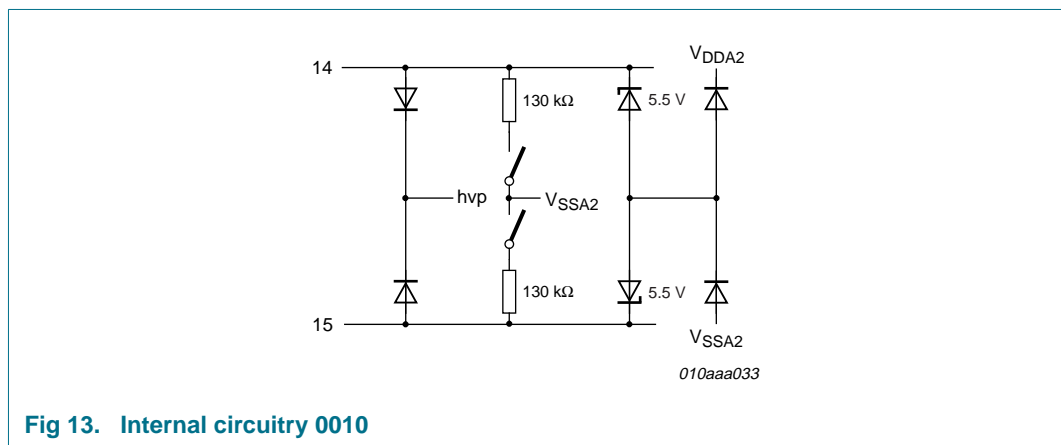 V_DDA2
14
130 kΩ
5.5 V
hvp
V_SSA2
130 kΩ
5.5 V
15
V_SSA2
010aaa033
Fig 13. Internal circuitry 0010